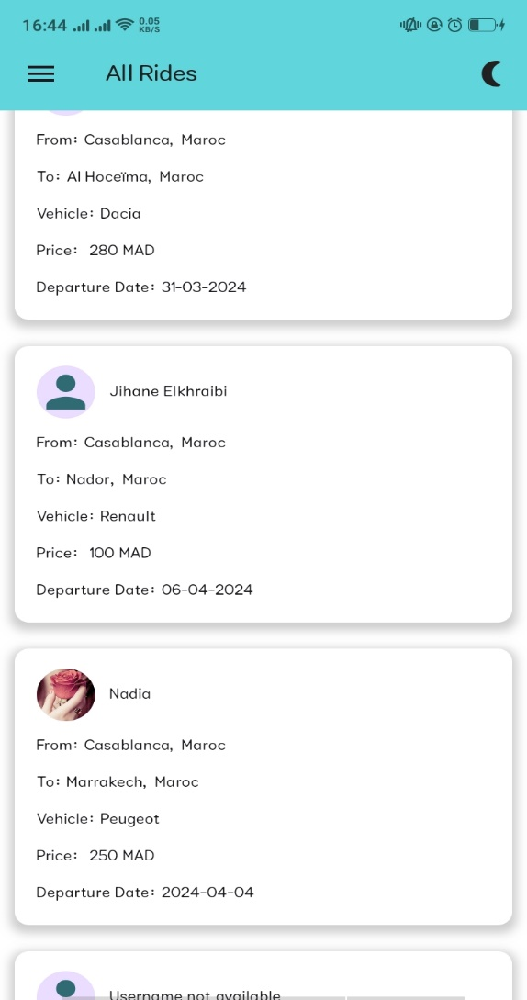 16:44
0.05
KB/S
All Rides
From: Casablanca, Maroc
To: Al Hoceïma, Maroc
Vehicle: Dacia
Price: 280 MAD
Departure Date: 31-03-2024
Jihane Elkhraibi
From: Casablanca, Maroc
To: Nador, Maroc
Vehicle: Renault
Price: 100 MAD
Departure Date: 06-04-2024
Nadia
From: Casablanca, Maroc
To: Marrakech, Maroc
Vehicle: Peugeot
Price: 250 MAD
Departure Date: 2024-04-04
Username not available